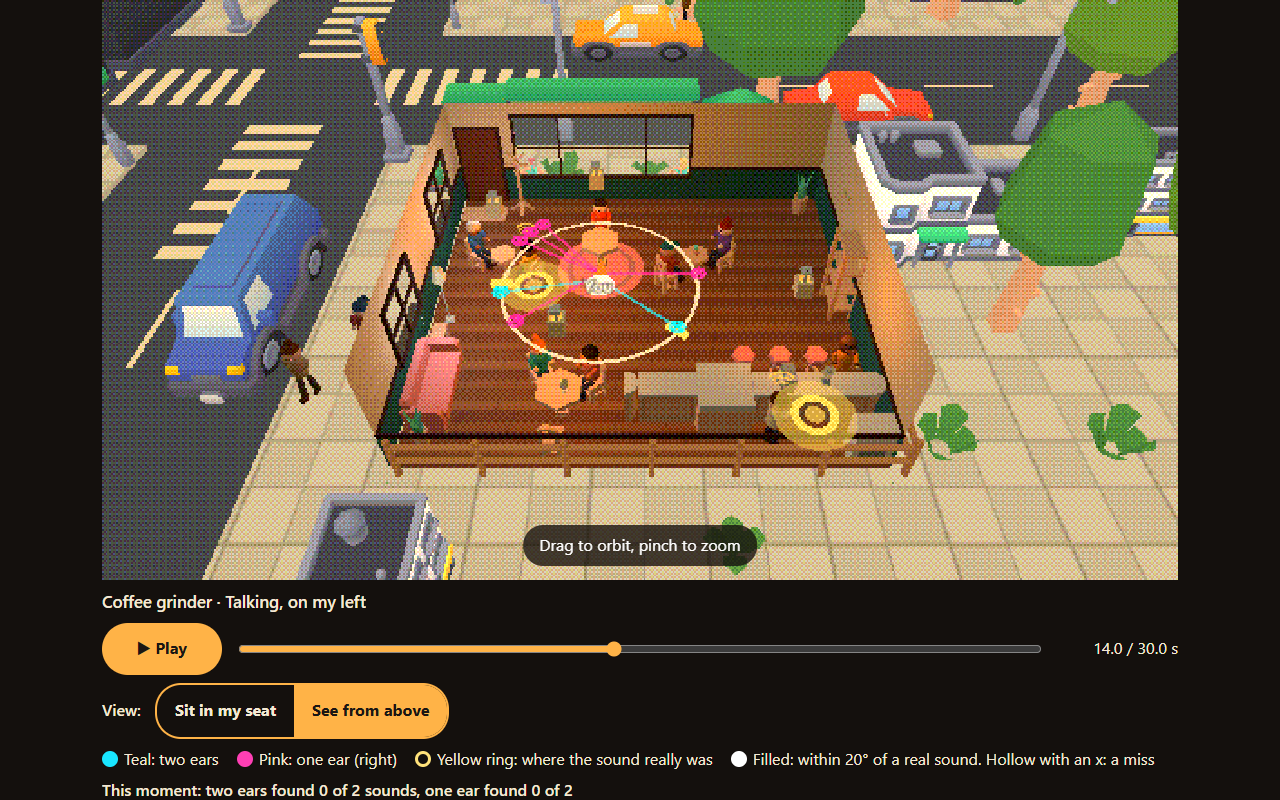 You
Drag to orbit, pinch to zoom
Coffee grinder · Talking, on my left
▶ Play
14.0 / 30.0 s
View:
Sit in my seat
See from above
Teal: two ears
Pink: one ear (right)
Yellow ring: where the sound really was
Filled: within 20° of a real sound. Hollow with an x: a miss
This moment: two ears found 0 of 2 sounds, one ear found 0 of 2